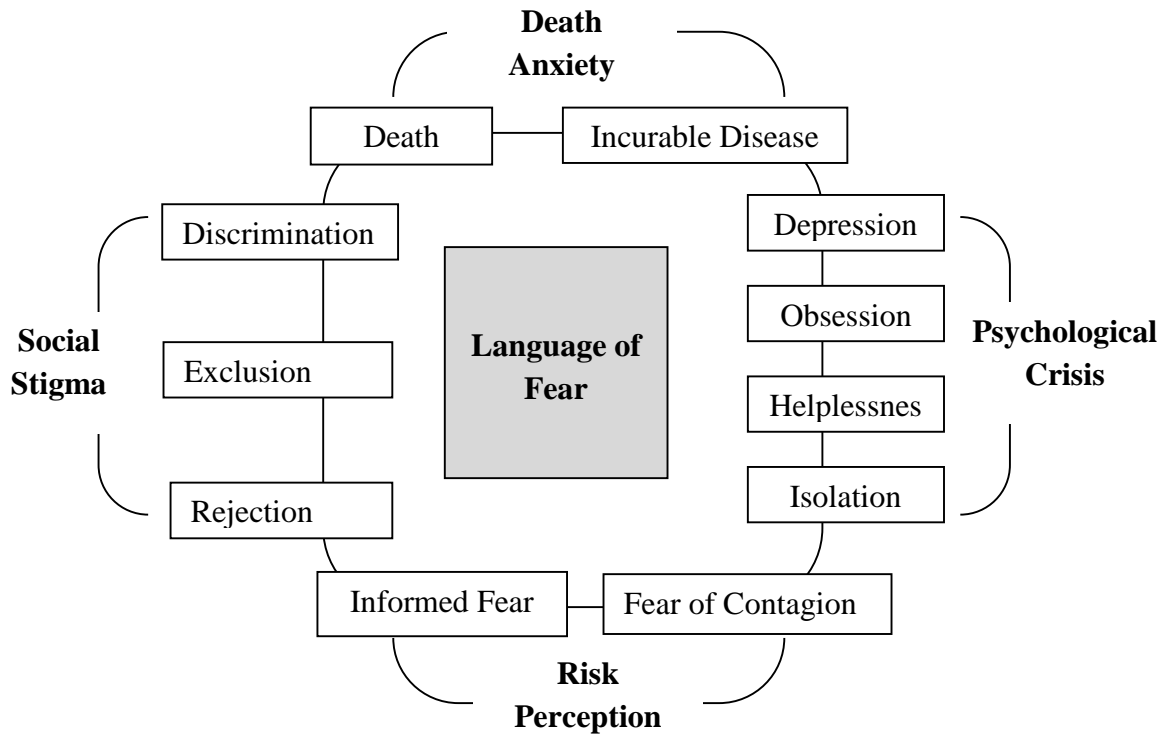 Death
Anxiety
Death
Incurable Disease
Discrimination
Depression
Obsession
Social
Stigma
Exclusion
Language of
Fear
Psychological
Crisis
Helplessnes
Rejection
Isolation
Informed Fear
Fear of Contagion
Risk
Perception